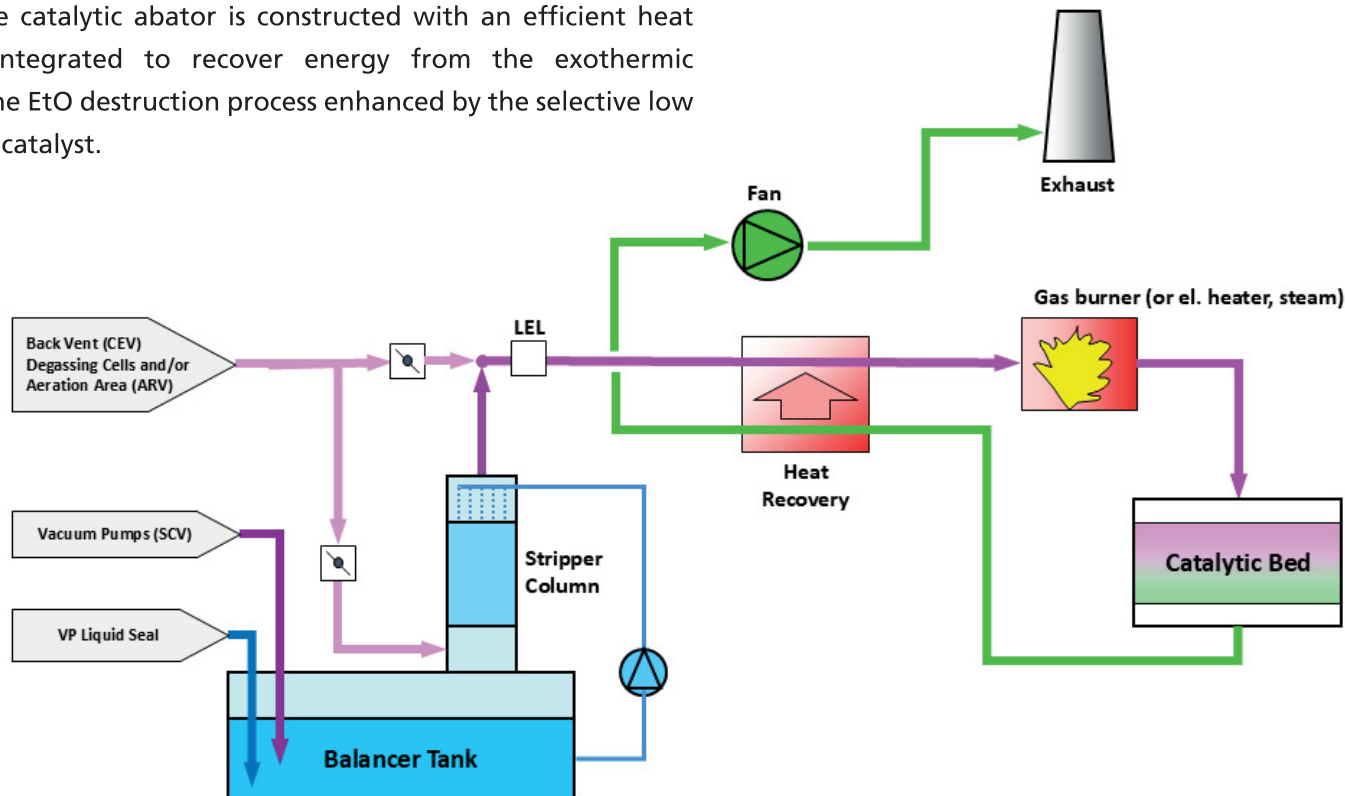 e catalytic abator is constructed with an efficient heat
integrated to recover energy from the exothermic
he EtO destruction process enhanced by the selective low
catalyst.
Exhaust
Fan
Gas burner (or el. heater, steam)
LEL
Back Vent (CEV)
Degassing Cells and/or
Aeration Area (ARV)
Heat
Recovery
Vacuum Pumps (SCV)
Stripper
Column
Catalytic Bed
VP Liquid Seal
Balancer Tank